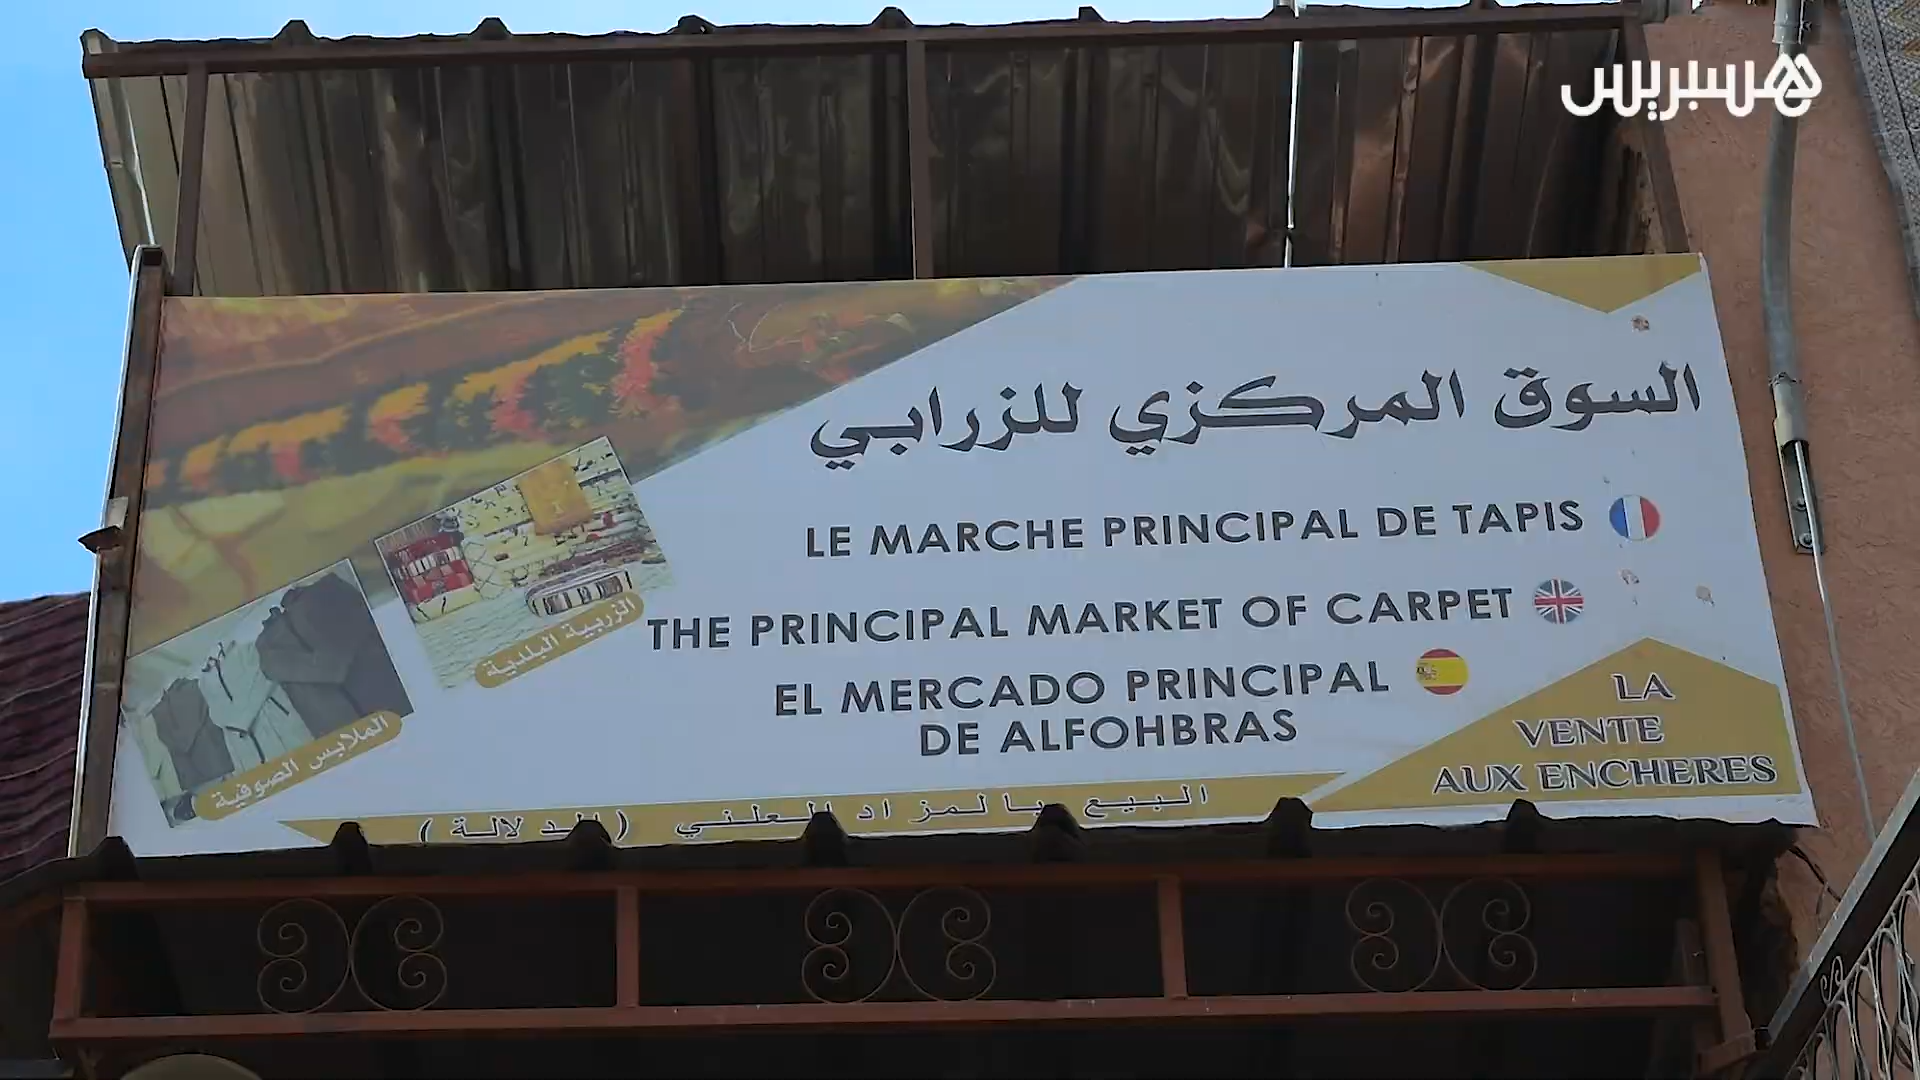 هسبريس
السوق المركزي للزرابي
LE MARCHE PRINCIPAL DE TAPIS
THE PRINCIPAL MARKET OF CARPET
EL MERCADO PRINCIPAL
DE ALFOHBRAS
الزربية البلدية
الملابس الصوفية
LA
VENTE
AUX ENCHERES
البيع بالمزاد العلني (الدلالة)